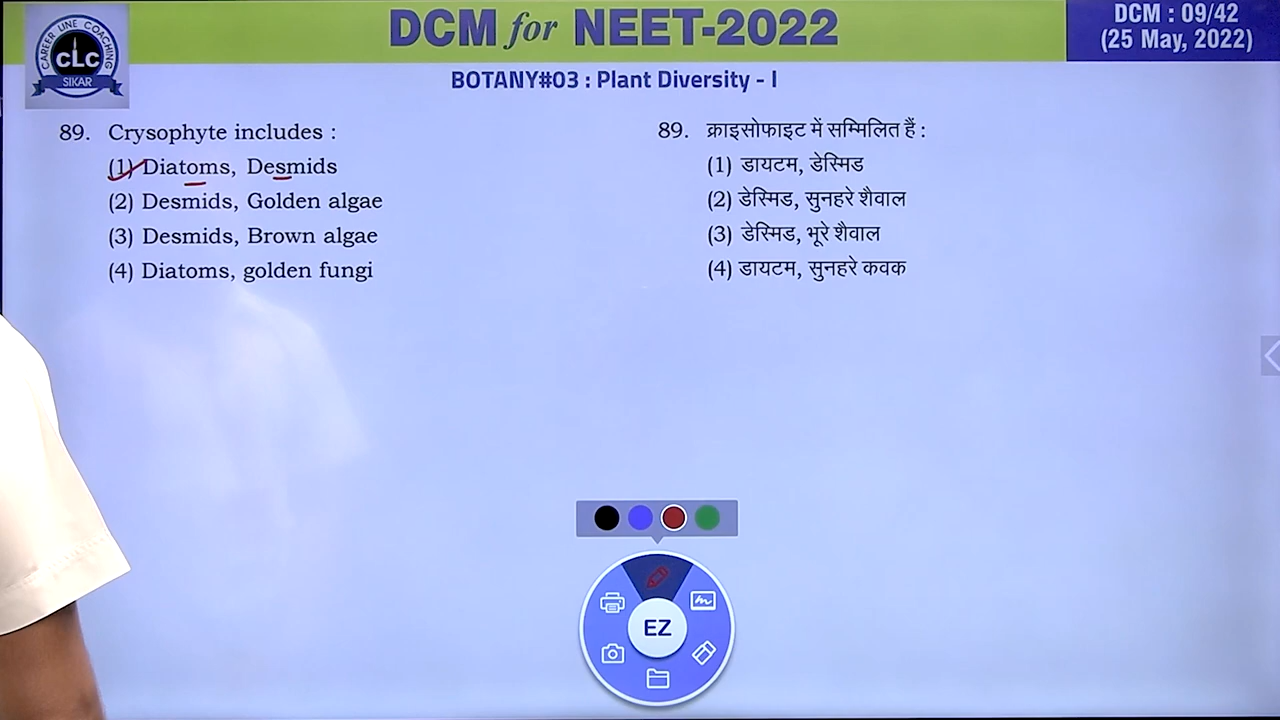 CAREER LINE COACHING
CLC
SIKAR
DCM for NEET-2022
DCM : 09/42
(25 May, 2022)
BOTANY#03 : Plant Diversity - I
89. Crysophyte includes :
(1) Diatoms, Desmids
(2) Desmids, Golden algae
(3) Desmids, Brown algae
(4) Diatoms, golden fungi
89. क्राइसोफाइट में सम्मिलित हैं :
(1) डायटम, डेस्मिड
(2) डेस्मिड, सुनहरे शैवाल
(3) डेस्मिड, भूरे शैवाल
(4) डायटम, सुनहरे कवक
EZ